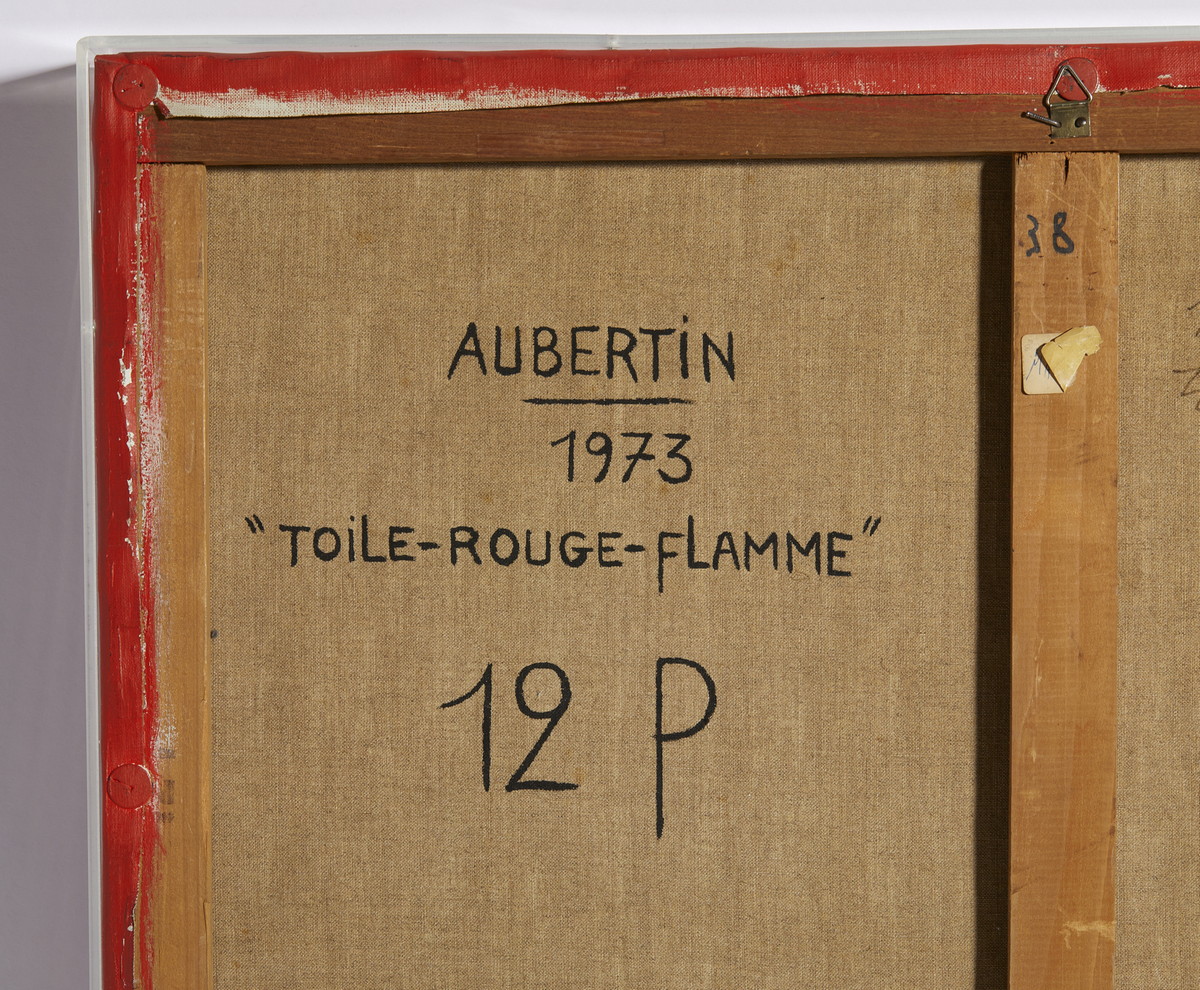 38
AUBERTIN
1973
"TOILE-ROUGE-FLAMME"
12 P